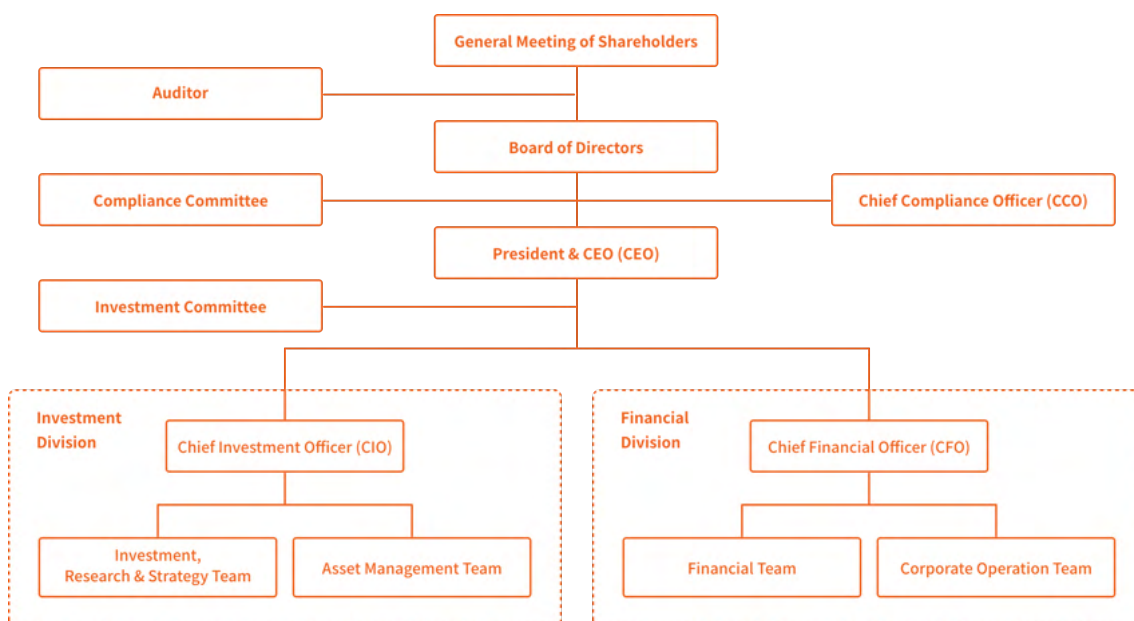 General Meeting of Shareholders
Auditor
Board of Directors
Compliance Committee
Chief Compliance Officer (CCO)
President & CEO (CEO)
Investment Committee
Investment
Division
Chief Investment Officer (CIO)
Investment,
Research & Strategy Team
Asset Management Team
Financial
Division
Chief Financial Officer (CFO)
Financial Team
Corporate Operation Team